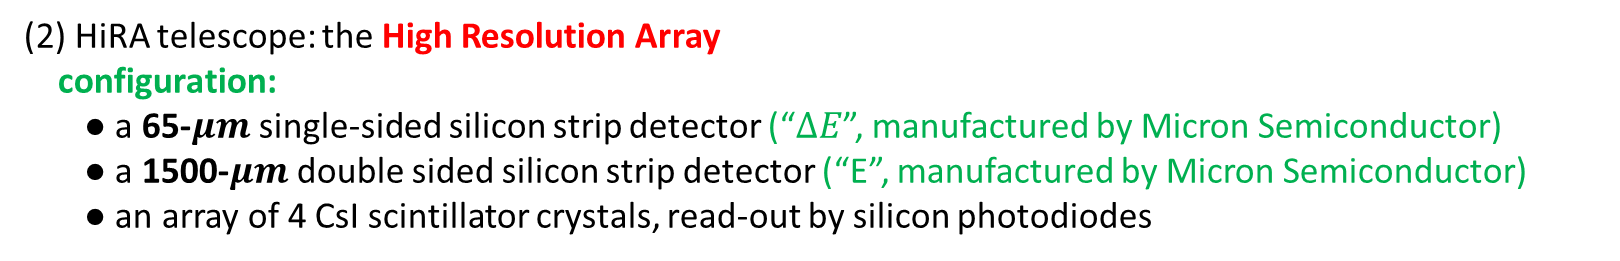 (2) HiRA telescope: the High Resolution Array
configuration:
● a 65-μm single-sided silicon strip detector (“ΔE”, manufactured by Micron Semiconductor)
● a 1500-μm double sided silicon strip detector (“E”, manufactured by Micron Semiconductor)
● an array of 4 CsI scintillator crystals, read-out by silicon photodiodes